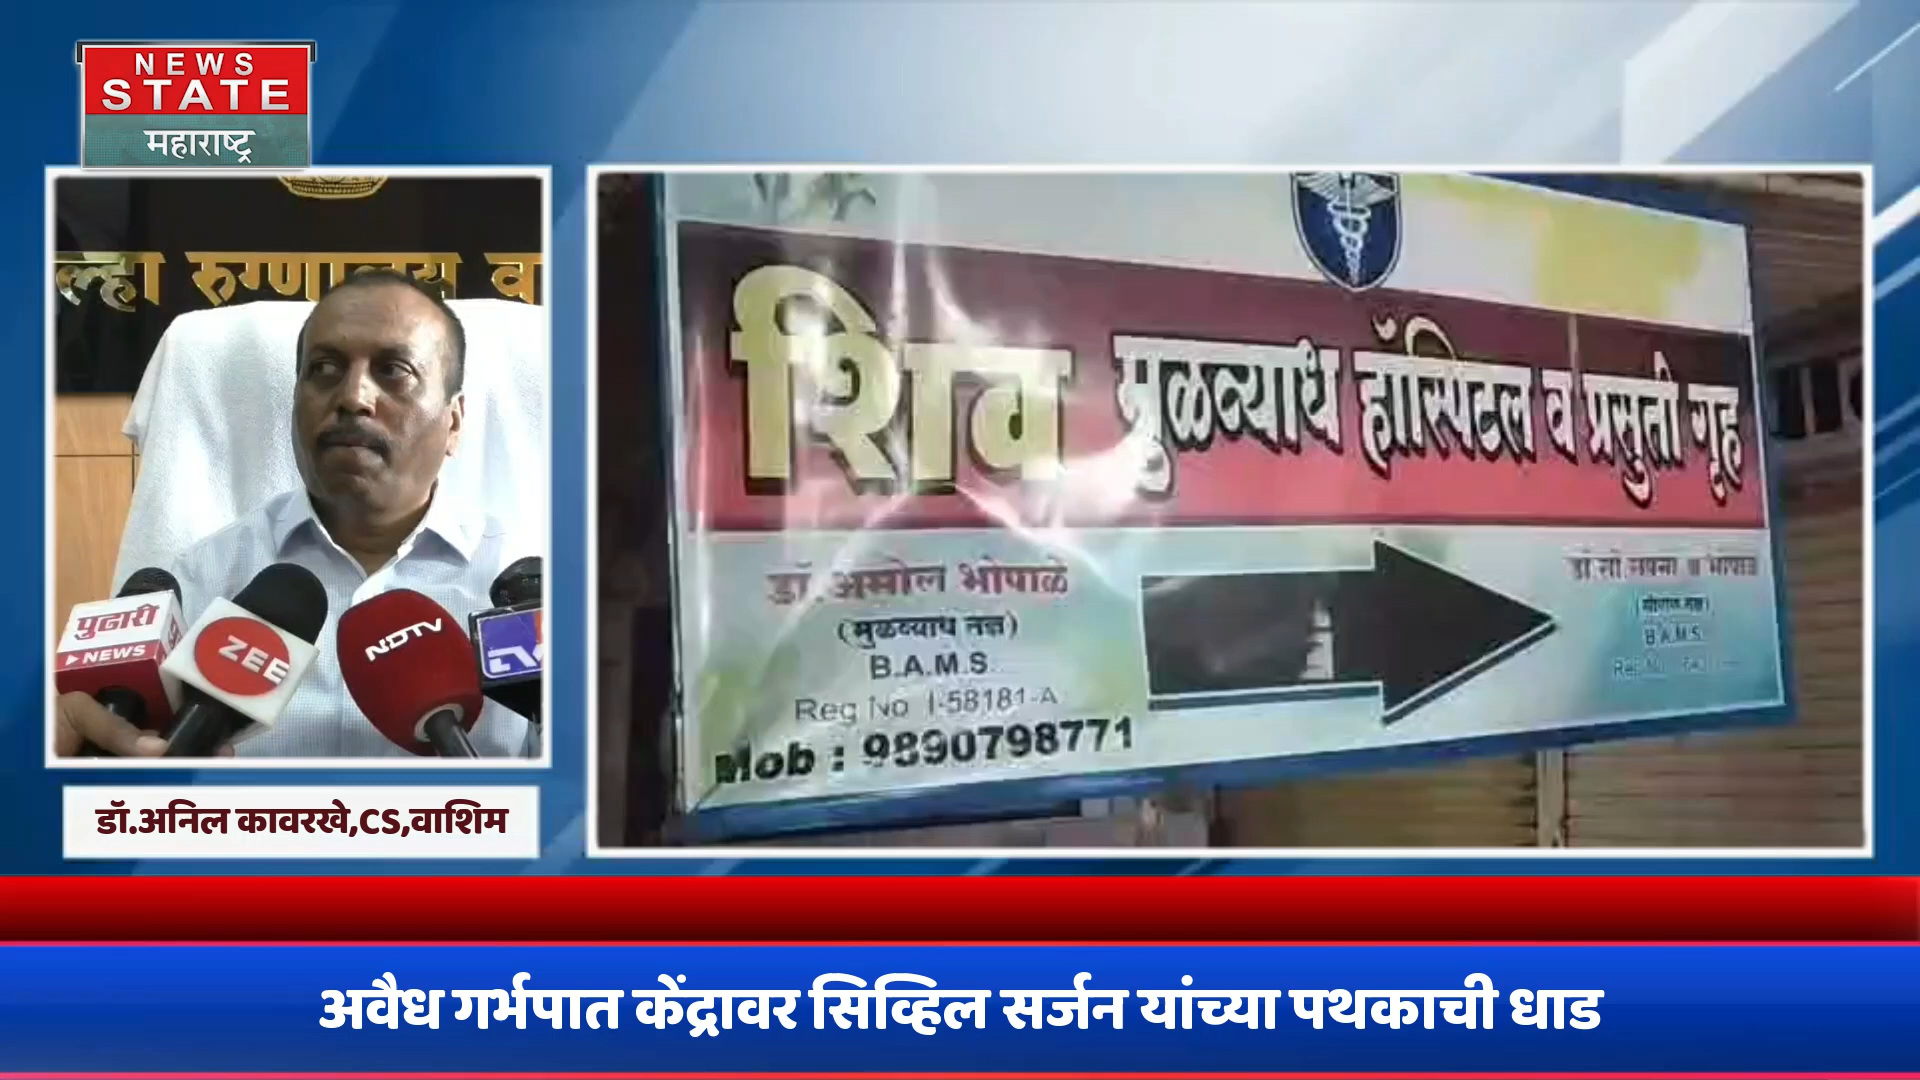 NEWS
STATE
महाराष्ट्र
ल्हा रुग्णालय व
पुढारी
NEWS
ZEE
NDTV
डॉ.अनिल कावरखे,CS,वाशिम
शिव मुळव्याध हॉस्पिटल व प्रसुती गृह
डॉ.अमोल भोपाळे
(मुळव्याध तज्ञ)
B.A.M.S.
Reg No I-58181-A
Mob : 9890798771
B.A.M.S.
अवैध गर्भपात केंद्रावर सिव्हिल सर्जन यांच्या पथकाची धाड